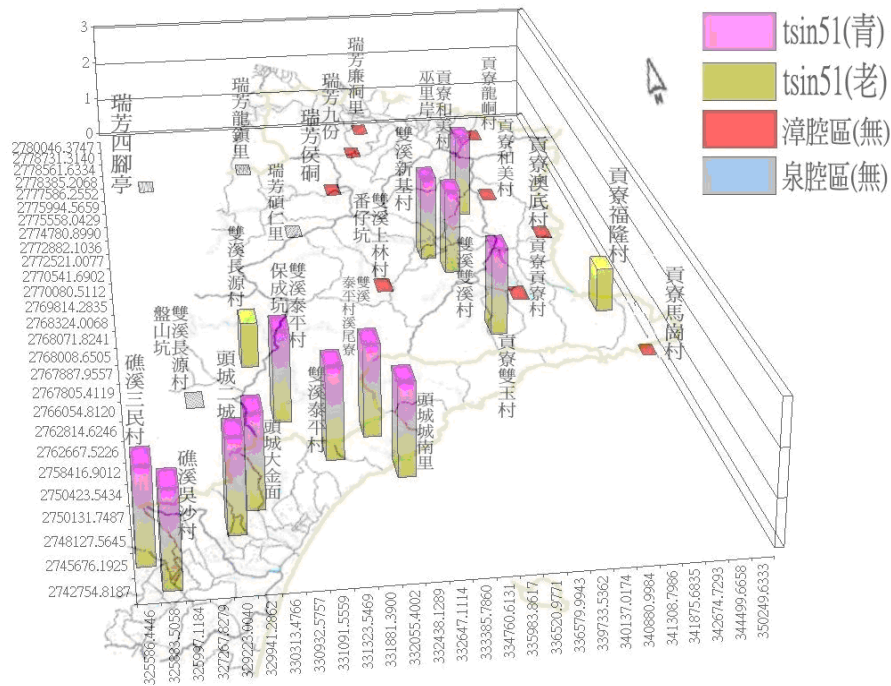 3
2
1
0
tsin51(青)
tsin51(老)
漳腔區(無)
泉腔區(無)
N
瑞芳四腳亭
瑞芳龍鎮里
瑞芳九份
瑞芳廉洞里
瑞芳侯硐
瑞芳碩仁里
巫里岸
貢寮和美村
貢寮龍峒村
貢寮和美村
貢寮澳底村
貢寮福隆村
貢寮馬崗村
貢寮貢寮村
貢寮雙玉村
雙溪新基村
雙溪上林村
番仔坑
雙溪雙溪村
雙溪長源村
雙溪泰平村
保成坑
雙溪
泰平村溪尾寮
雙溪長源村
盤山坑
雙溪泰平村
礁溪三民村
礁溪吳沙村
頭城二城
頭城大金面
頭城城南里
2780046.3747
2778731.3140
2778561.6334
2778385.2068
2777586.2552
2775994.5659
2775558.0429
2774780.8990
2772882.1036
2772521.0077
2770541.6902
2770080.5112
2769814.2835
2768324.0068
2768071.8241
2768008.6505
2767887.9557
2767805.4119
2766054.8120
2762814.6246
2762667.5226
2758416.9012
2750423.5434
2750131.7487
2748127.5645
2745676.1925
2742754.8187
325586.4446
325883.5058
325997.1184
327267.8279
329223.0040
329941.2862
330313.4766
330932.5757
331091.5559
331323.5469
331881.3900
332055.4002
332438.1289
332647.1114
333385.7860
334760.6131
335983.8617
336520.9771
336579.9943
339733.5362
340137.0174
340880.9984
341308.7986
341875.6835
342674.7293
344499.6658
350249.6333